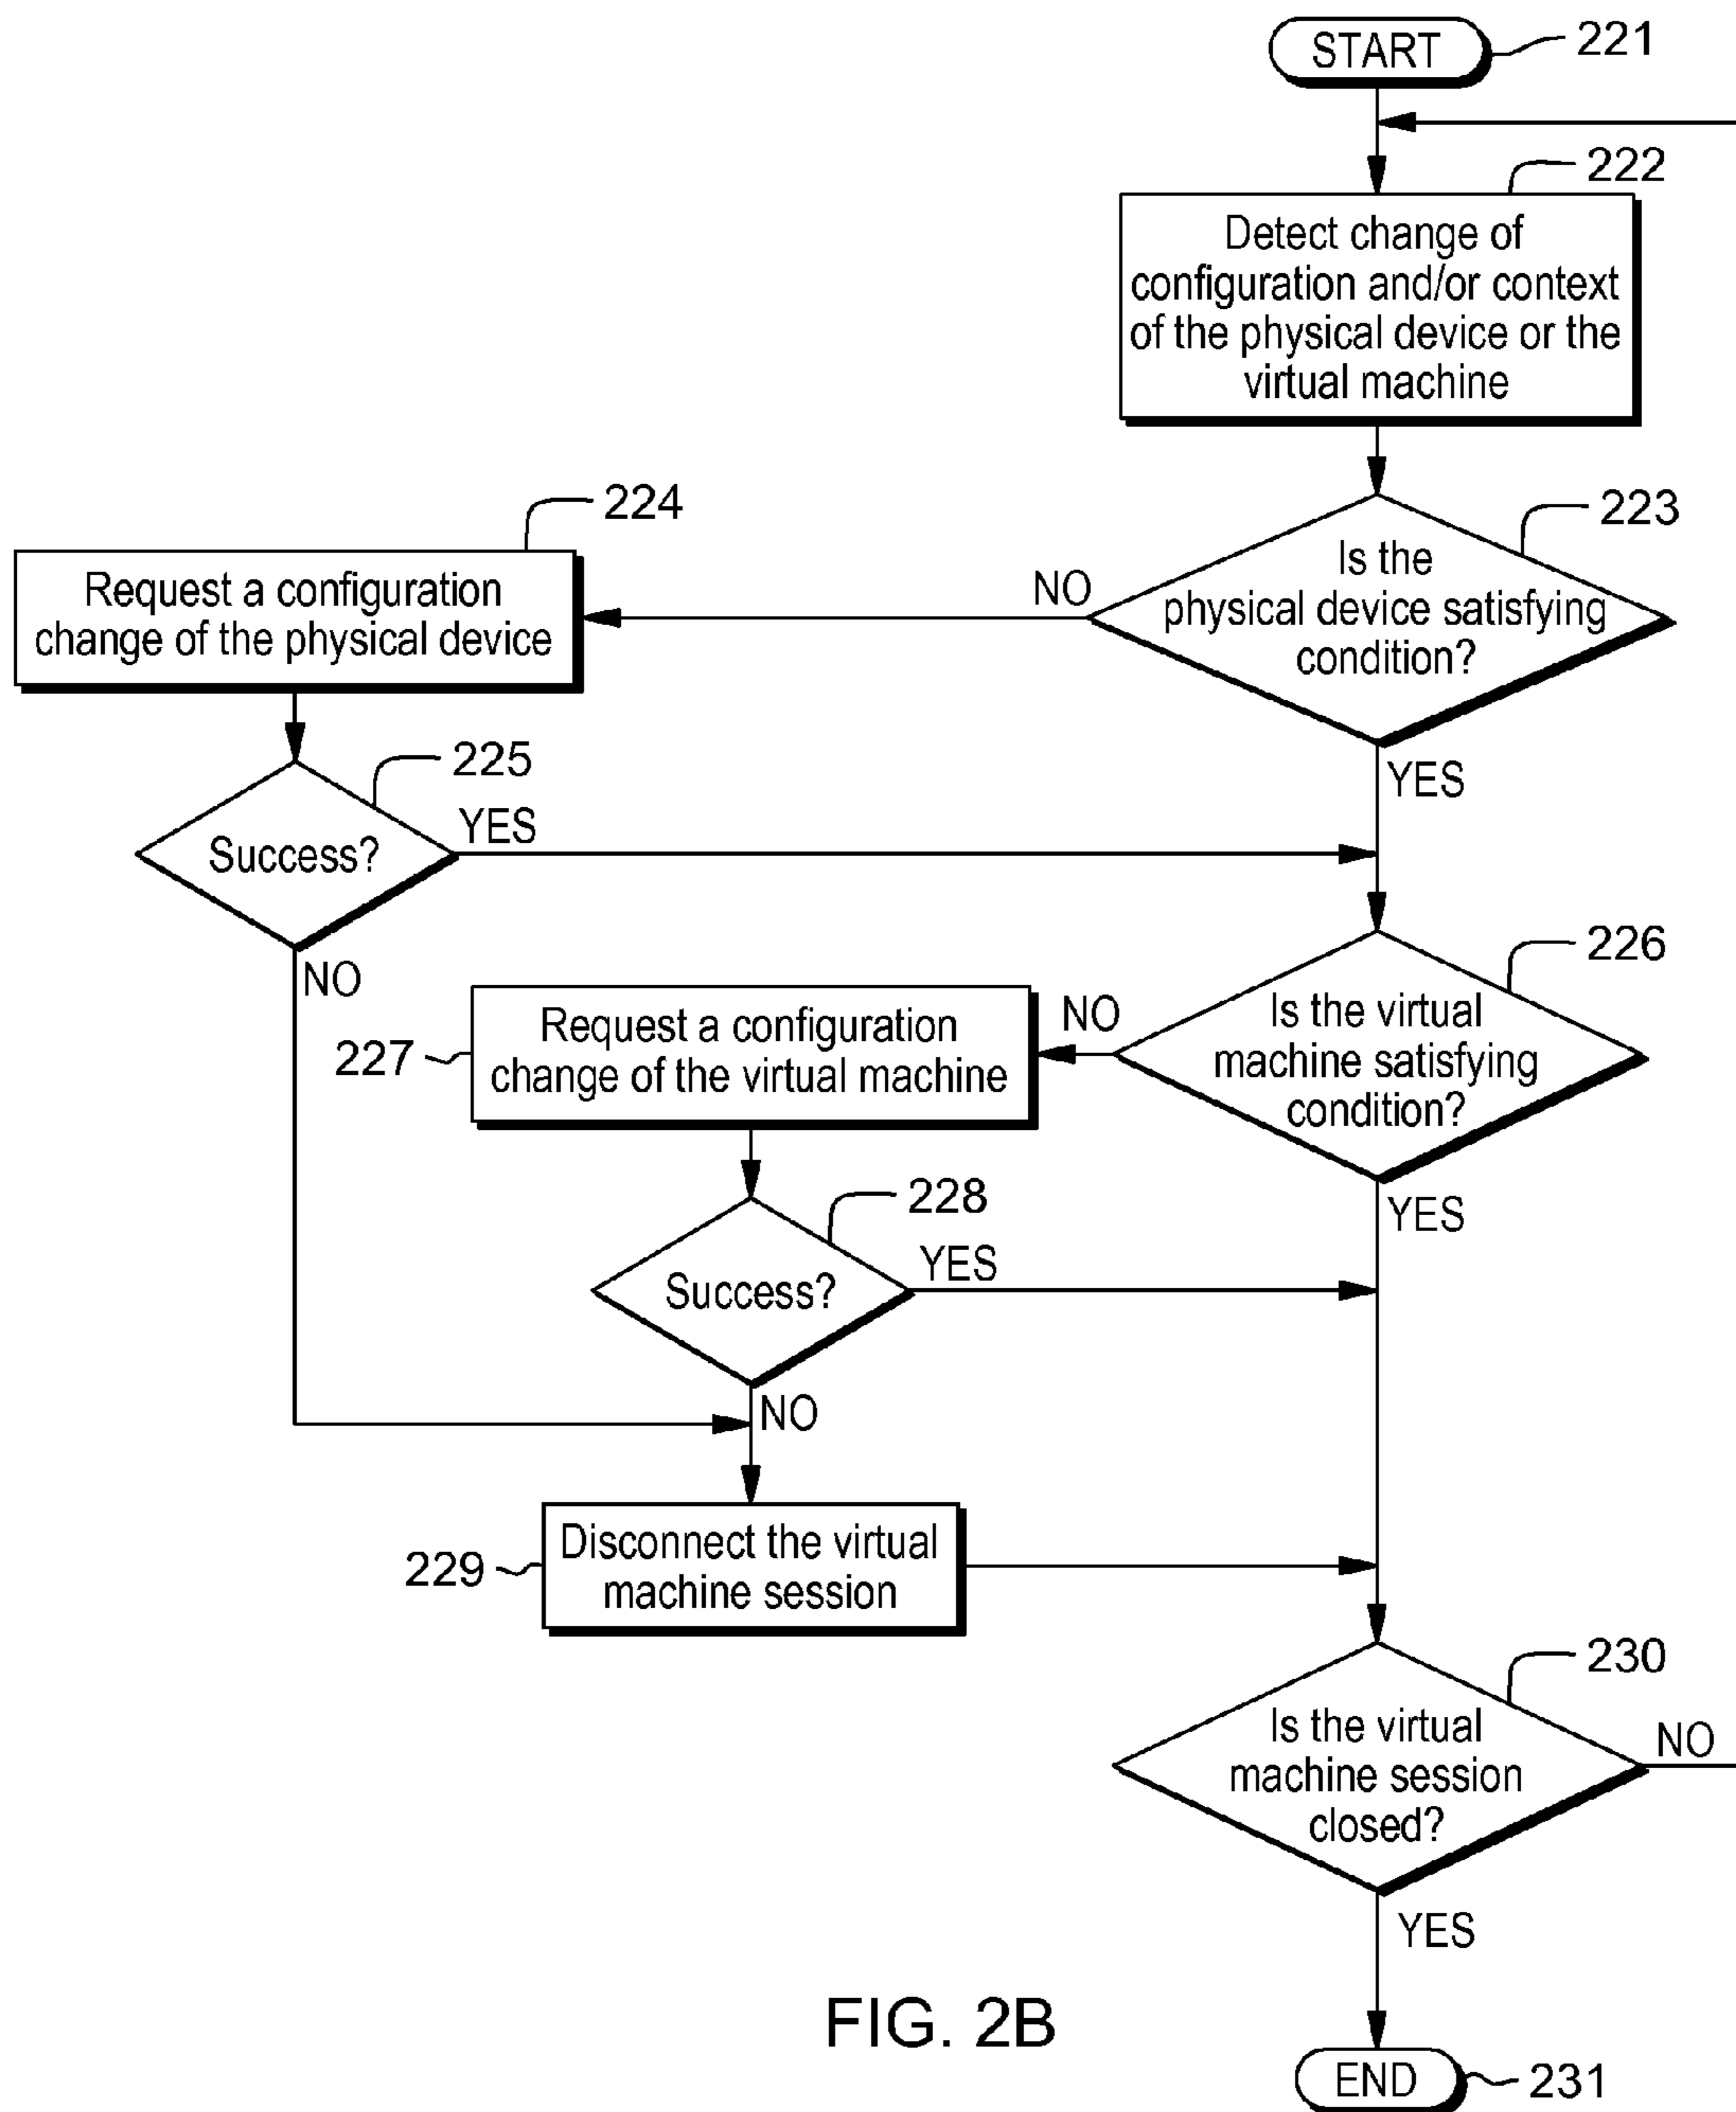 START
221
222
Detect change of
configuration and/or context
of the physical device or the
virtual machine
223
Is the
physical device satisfying
condition?
NO
YES
224
Request a configuration
change of the physical device
225
Success?
YES
NO
226
Is the virtual
machine satisfying
condition?
NO
YES
227
Request a configuration
change of the virtual machine
228
Success?
YES
NO
229
Disconnect the virtual
machine session
230
Is the virtual
machine session
closed?
NO
YES
FIG. 2B
END
231